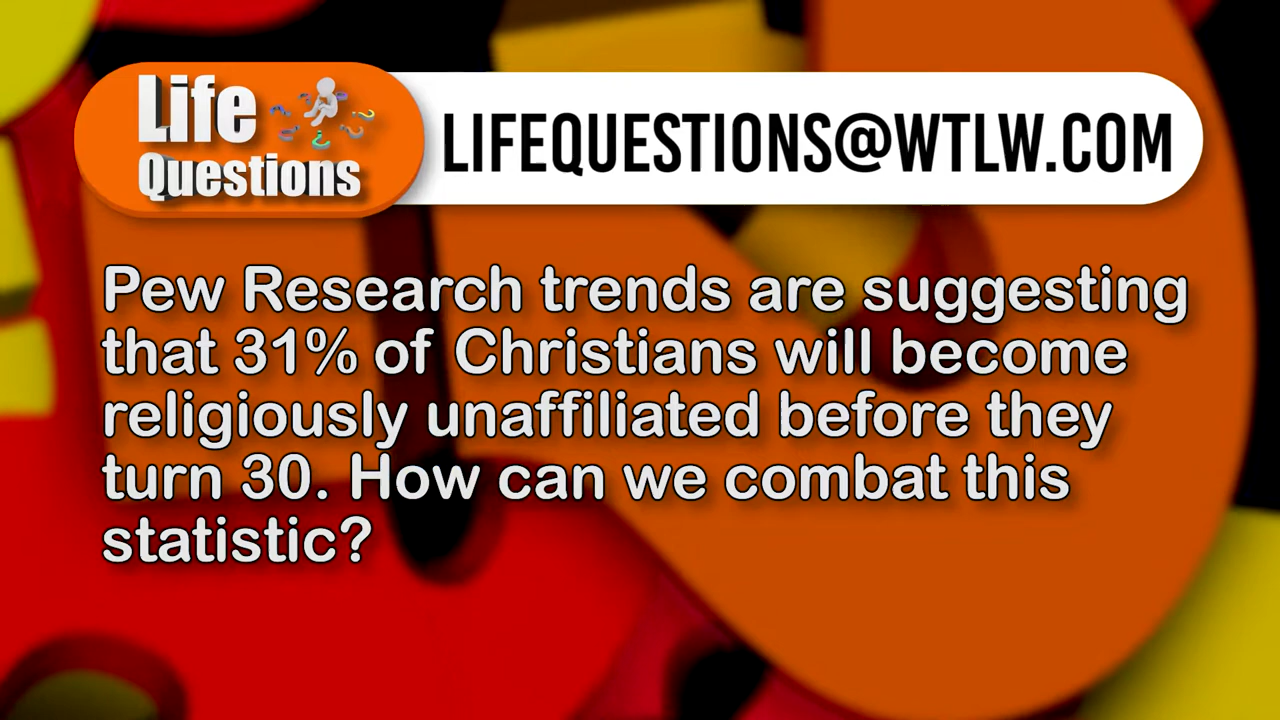 Life
Questions
LIFEQUESTIONS@WTLW.COM
Pew Research trends are suggesting
that 31% of Christians will become
religiously unaffiliated before they
turn 30. How can we combat this
statistic?